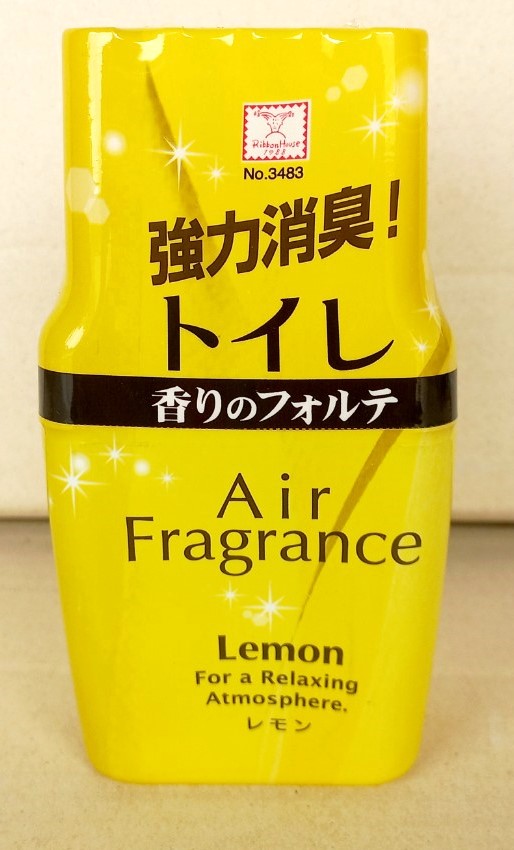 Ribbon House
1988
No.3483
強力消臭!
トイレ
香りのフォルテ
Air
Fragrance
Lemon
For a Relaxing
Atmosphere.
レモン